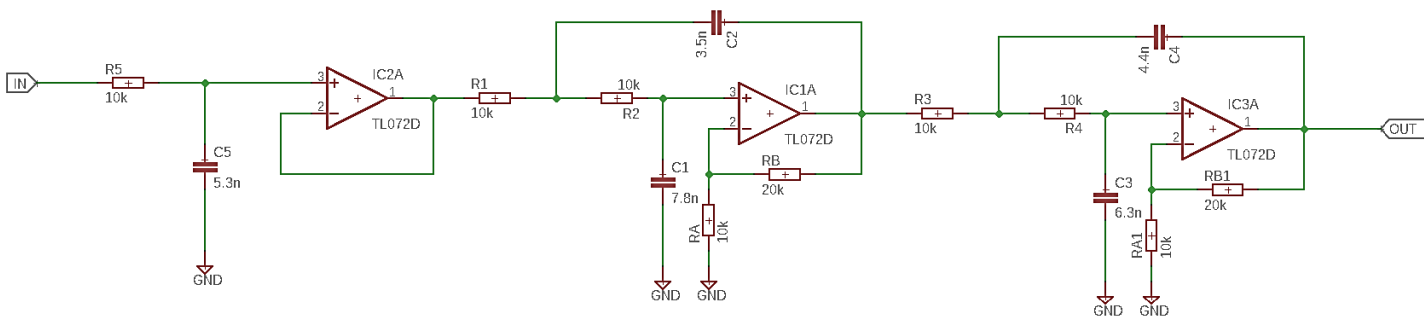 IN
R5
10k
C5
5.3n
GND
3
2
1
IC2A
TL072D
R1
10k
3.5n
C2
10k
R2
C1
7.8n
GND
3
2
1
IC1A
TL072D
RB
20k
RA
10k
GND
R3
10k
4.4n
C4
10k
R4
C3
6.3n
GND
3
2
1
IC3A
TL072D
RB1
20k
RA1
10k
GND
OUT